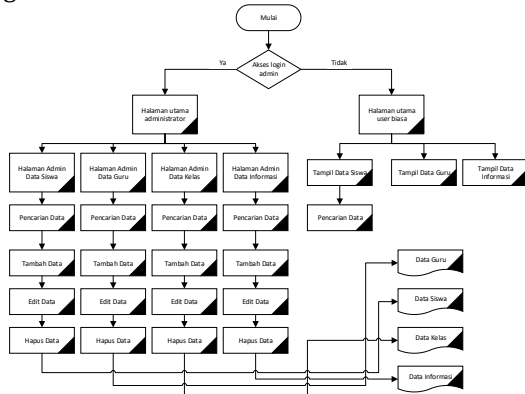 Mulai
Akses login
admin
Ya
Tidak
Halaman utama
administrator
Halaman utama
user biasa
Halaman Admin
Data Siswa
Halaman Admin
Data Guru
Halaman Admin
Data Kelas
Halaman Admin
Data Informasi
Tampil Data Siswa
Tampil Data Guru
Tampil Data
Informasi
Pencarian Data
Pencarian Data
Pencarian Data
Pencarian Data
Pencarian Data
Tambah Data
Tambah Data
Tambah Data
Tambah Data
Data Guru
Edit Data
Edit Data
Edit Data
Edit Data
Data Siswa
Hapus Data
Hapus Data
Hapus Data
Hapus Data
Data Kelas
Data Informasi